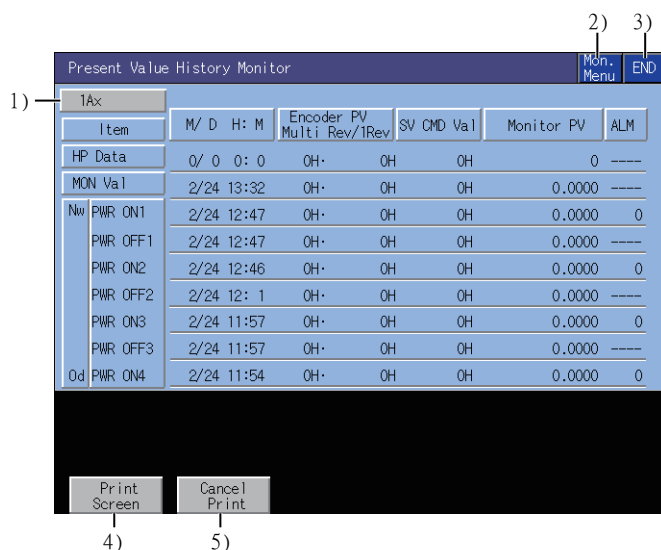 2) 3)
Present Value History Monitor Mon. Menu END
1) 1Ax
Item M/ D H: M Encoder PV Multi Rev/1Rev SV CMD Val Monitor PV ALM
HP Data 0/ 0 0: 0 0H· 0H 0H 0 ----
MON Val 2/24 13:32 0H· 0H 0H 0.0000 ----
Nw PWR ON1 2/24 12:47 0H· 0H 0H 0.0000 0
PWR OFF1 2/24 12:47 0H· 0H 0H 0.0000 ----
PWR ON2 2/24 12:46 0H· 0H 0H 0.0000 0
PWR OFF2 2/24 12: 1 0H· 0H 0H 0.0000 ----
PWR ON3 2/24 11:57 0H· 0H 0H 0.0000 0
PWR OFF3 2/24 11:57 0H· 0H 0H 0.0000 ----
Od PWR ON4 2/24 11:54 0H· 0H 0H 0.0000 0
Print Screen Cancel Print
4) 5)